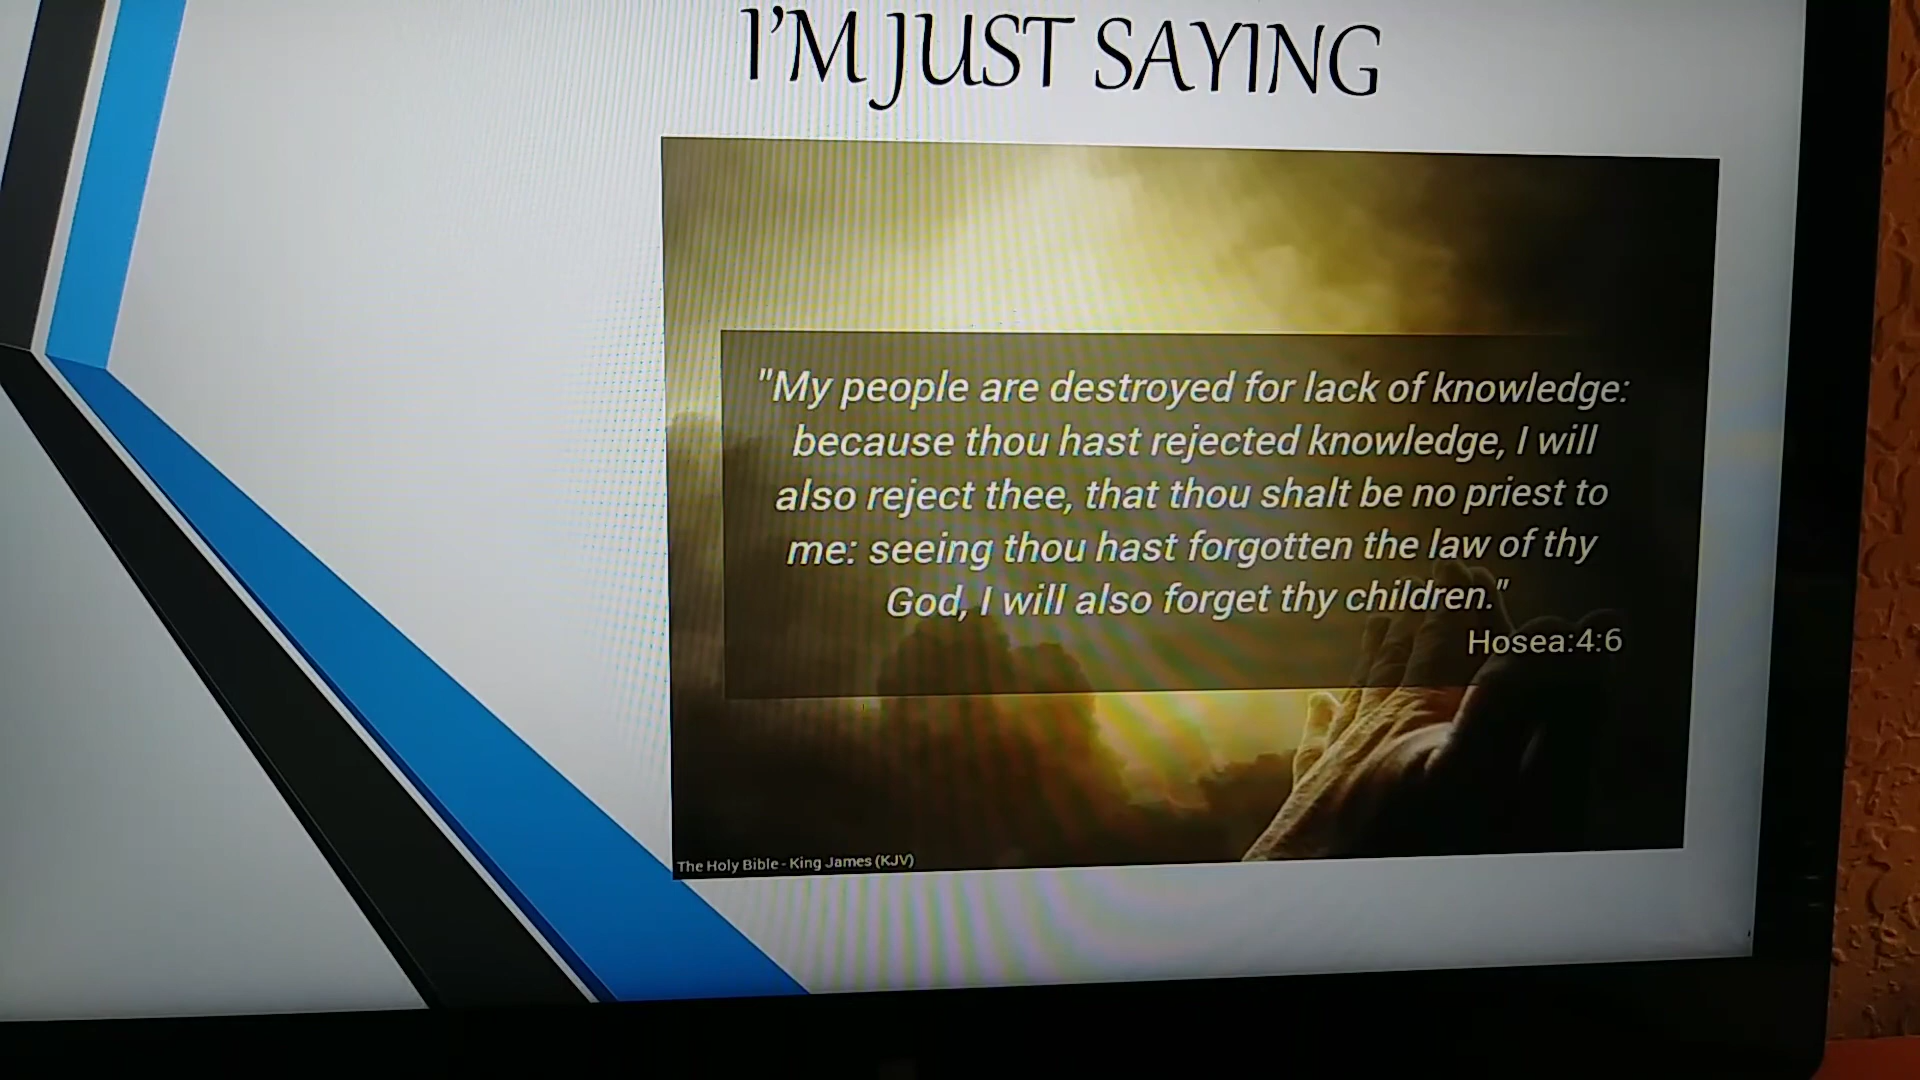 I'M JUST SAYING
"My people are destroyed for lack of knowledge:
because thou hast rejected knowledge, I will
also reject thee, that thou shalt be no priest to
me: seeing thou hast forgotten the law of thy
God, I will also forget thy children."
Hosea:4:6
The Holy Bible - King James (KJV)